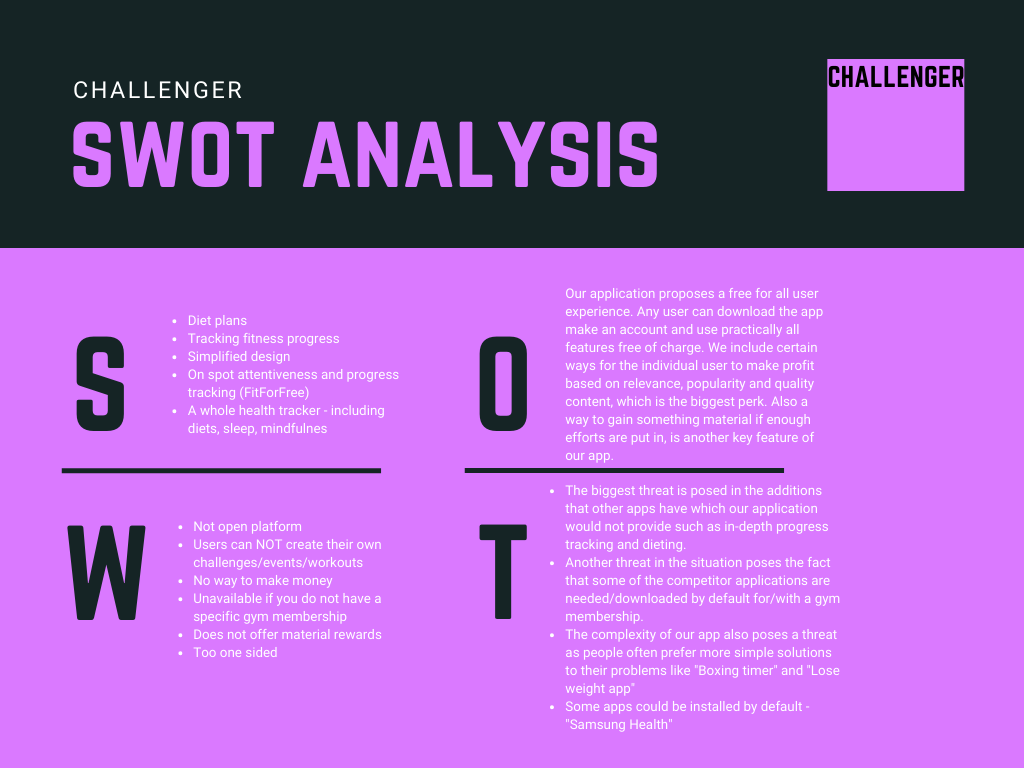 CHALLENGER
SWOT ANALYSIS
CHALLENGER
S
• Diet plans
• Tracking fitness progress
• Simplified design
• On spot attentiveness and progress
tracking (FitForFree)
• A whole health tracker - including
diets, sleep, mindfulnes
W
• Not open platform
• Users can NOT create their own
challenges/events/workouts
• No way to make money
• Unavailable if you do not have a
specific gym membership
• Does not offer material rewards
• Too one sided
O
Our application proposes a free for all user
experience. Any user can download the app
make an account and use practically all
features free of charge. We include certain
ways for the individual user to make profit
based on relevance, popularity and quality
content, which is the biggest perk. Also a
way to gain something material if enough
efforts are put in, is another key feature of
our app.
T
• The biggest threat is posed in the additions
that other apps have which our application
would not provide such as in-depth progress
tracking and dieting.
• Another threat in the situation poses the fact
that some of the competitor applications are
needed/downloaded by default for/with a gym
membership.
• The complexity of our app also poses a threat
as people often prefer more simple solutions
to their problems like "Boxing timer" and "Lose
weight app"
• Some apps could be installed by default -
"Samsung Health"